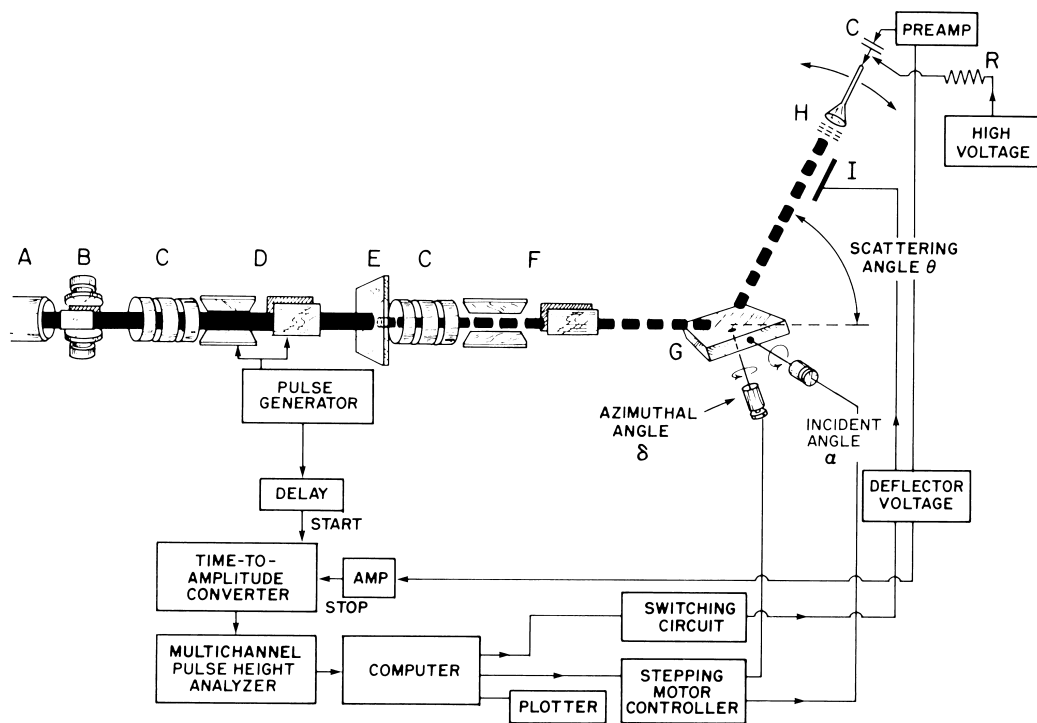 C
PREAMP
R
H
HIGH
VOLTAGE
I
A
B
C
D
E
C
F
SCATTERING
ANGLE θ
G
PULSE
GENERATOR
AZIMUTHAL
ANGLE
δ
INCIDENT
ANGLE
α
DELAY
START
DEFLECTOR
VOLTAGE
TIME-TO-
AMPLITUDE
CONVERTER
STOP
AMP
SWITCHING
CIRCUIT
MULTICHANNEL
PULSE HEIGHT
ANALYZER
COMPUTER
STEPPING
MOTOR
CONTROLLER
PLOTTER